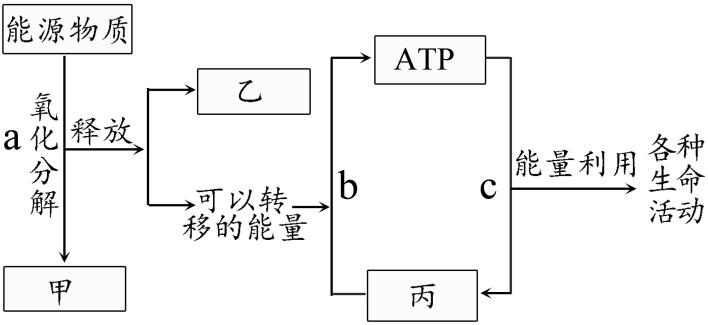 能源物质
a
氧化分解
释放
甲
乙
可以转
移的能量
b
ATP
丙
c
能量利用
各种
生命
活动